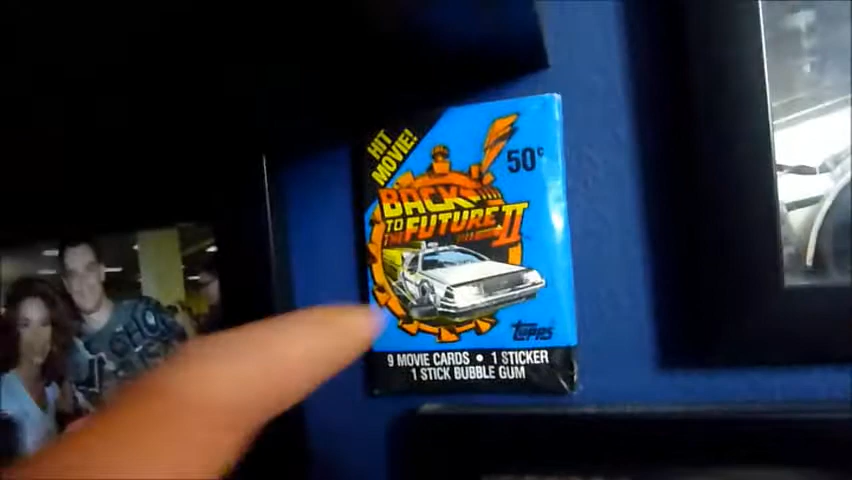 HIT
MOVIE!
50¢
BACK
TO
THE FUTURE II
Topps
9 MOVIE CARDS • 1 STICKER
1 STICK BUBBLE GUM